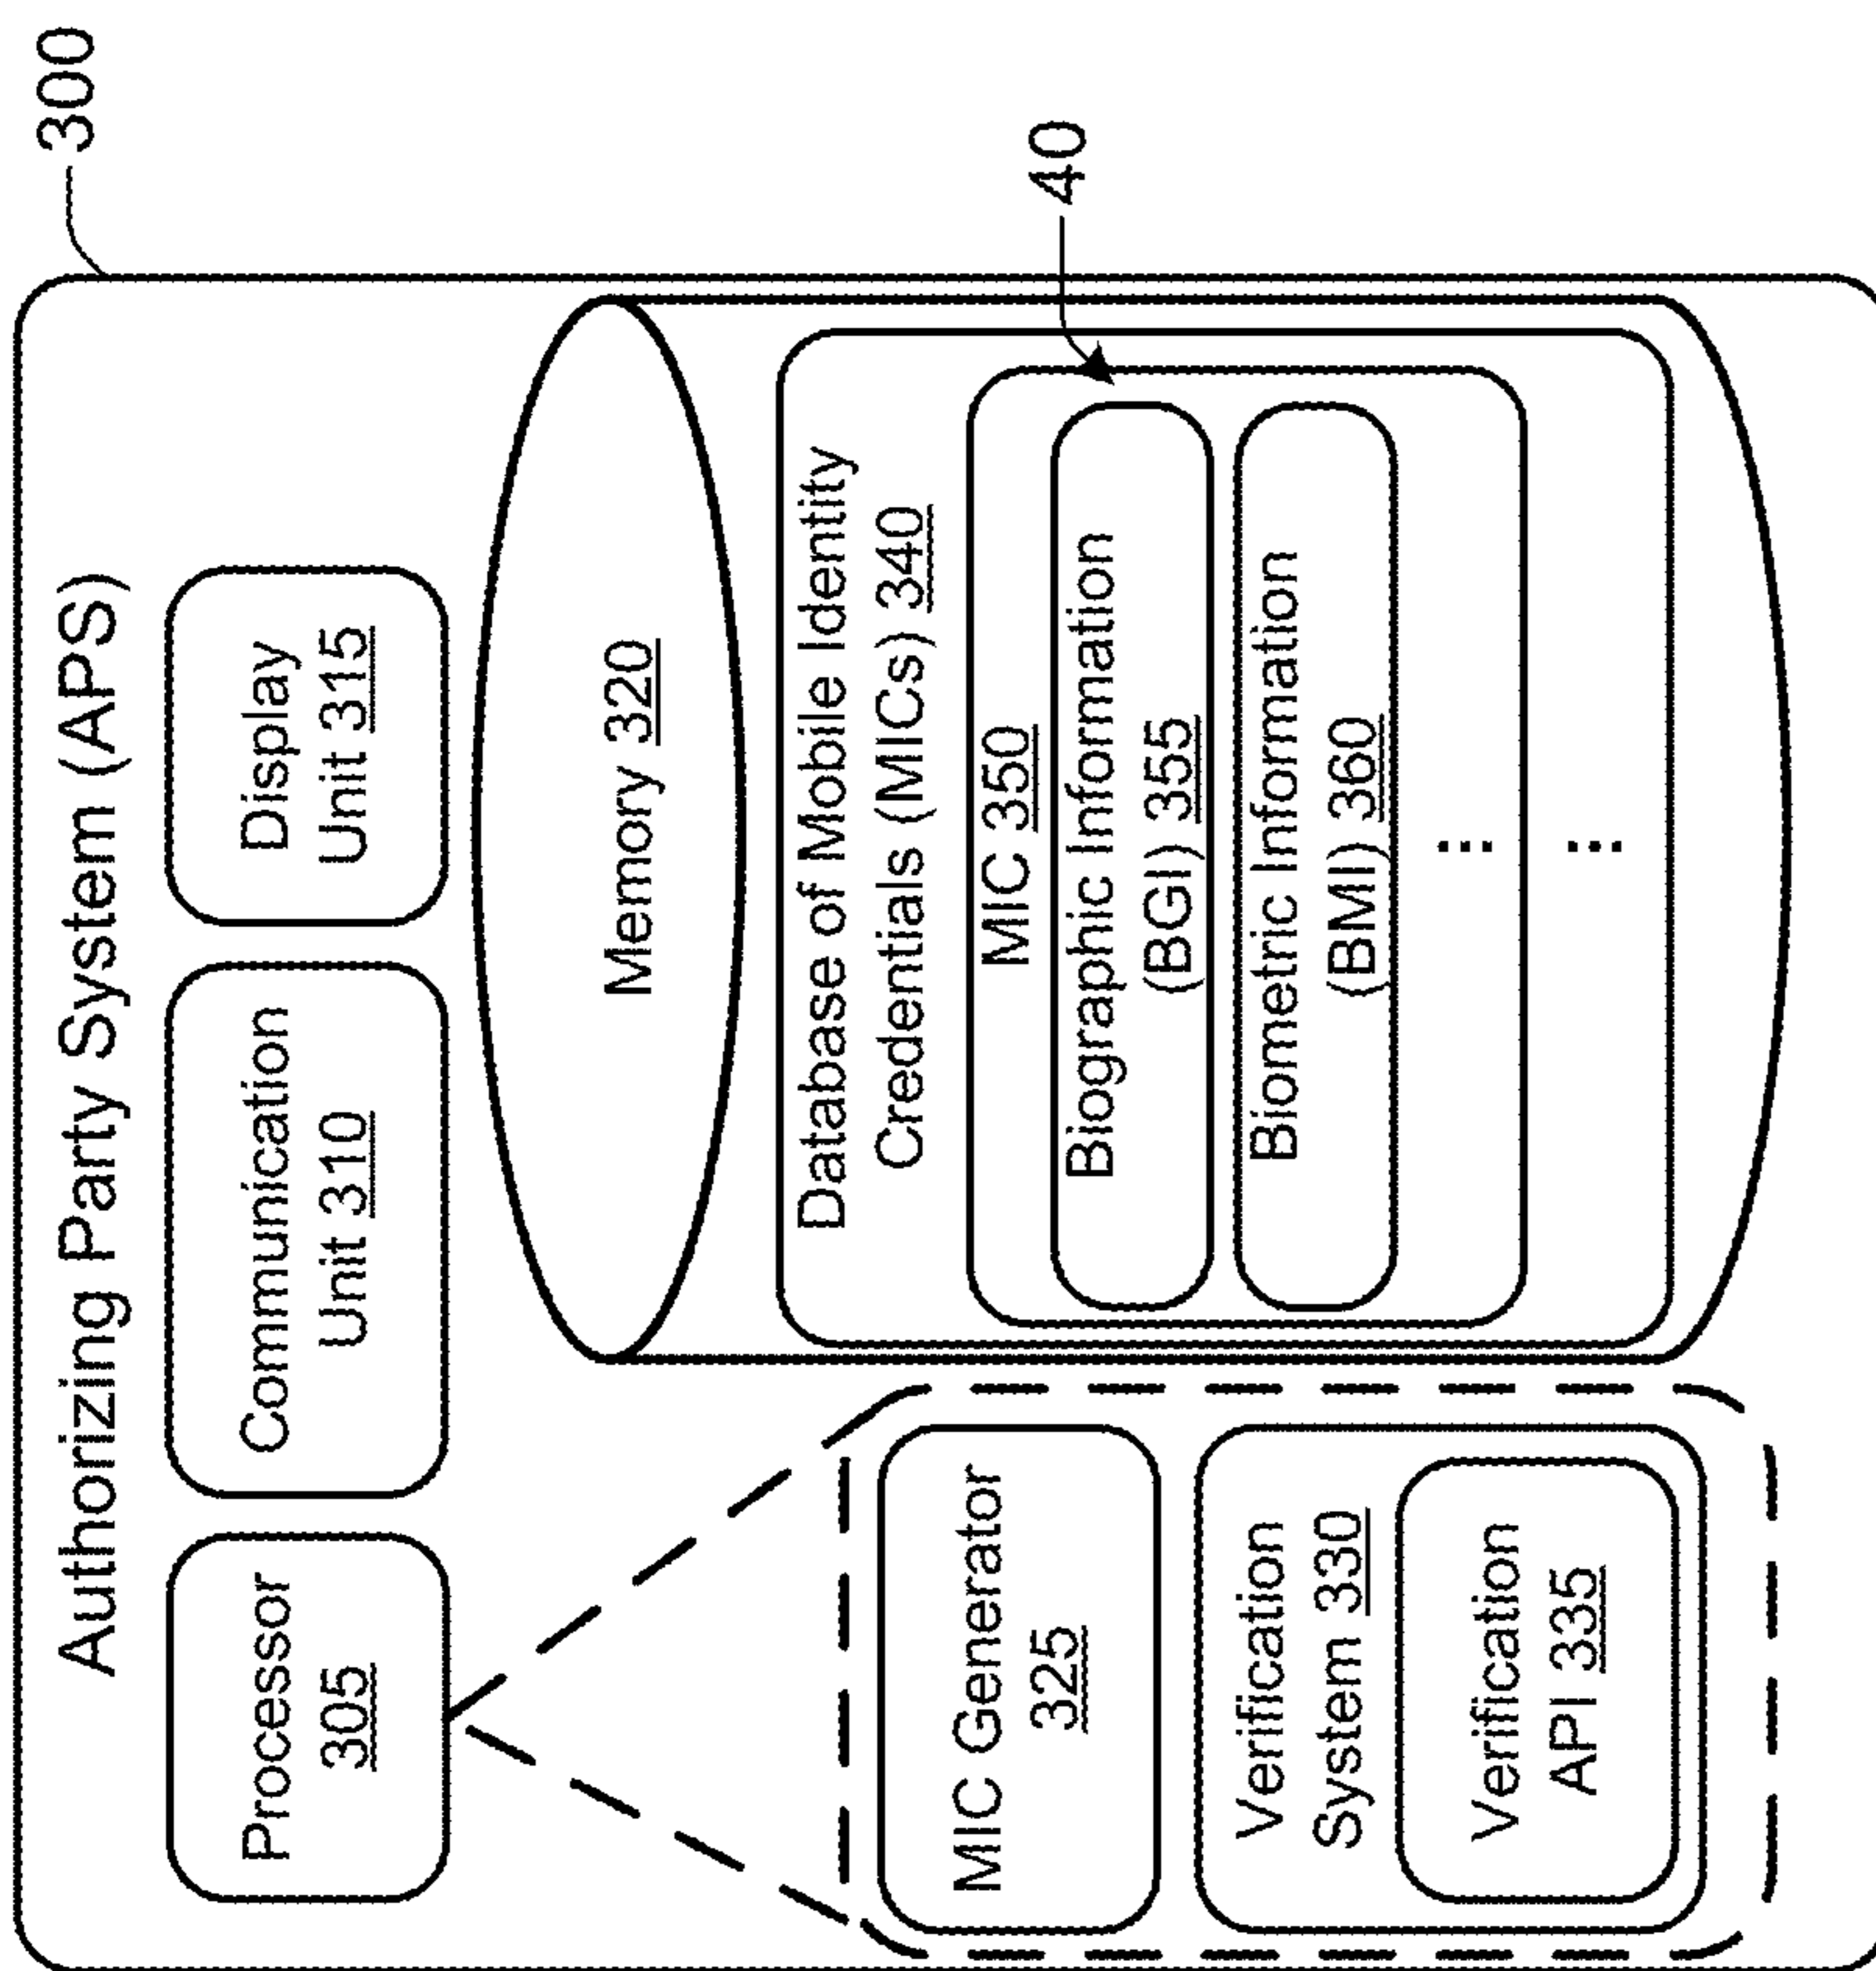 Authorizing Party System (APS)
300
Processor
305
Communication
Unit 310
Display
Unit 315
Memory 320
MIC Generator
325
Verification
System 330
Verification
API 335
Database of Mobile Identity
Credentials (MICs) 340
MIC 350
Biographic Information
(BGI) 355
Biometric Information
(BMI) 360
⋮
⋮
40